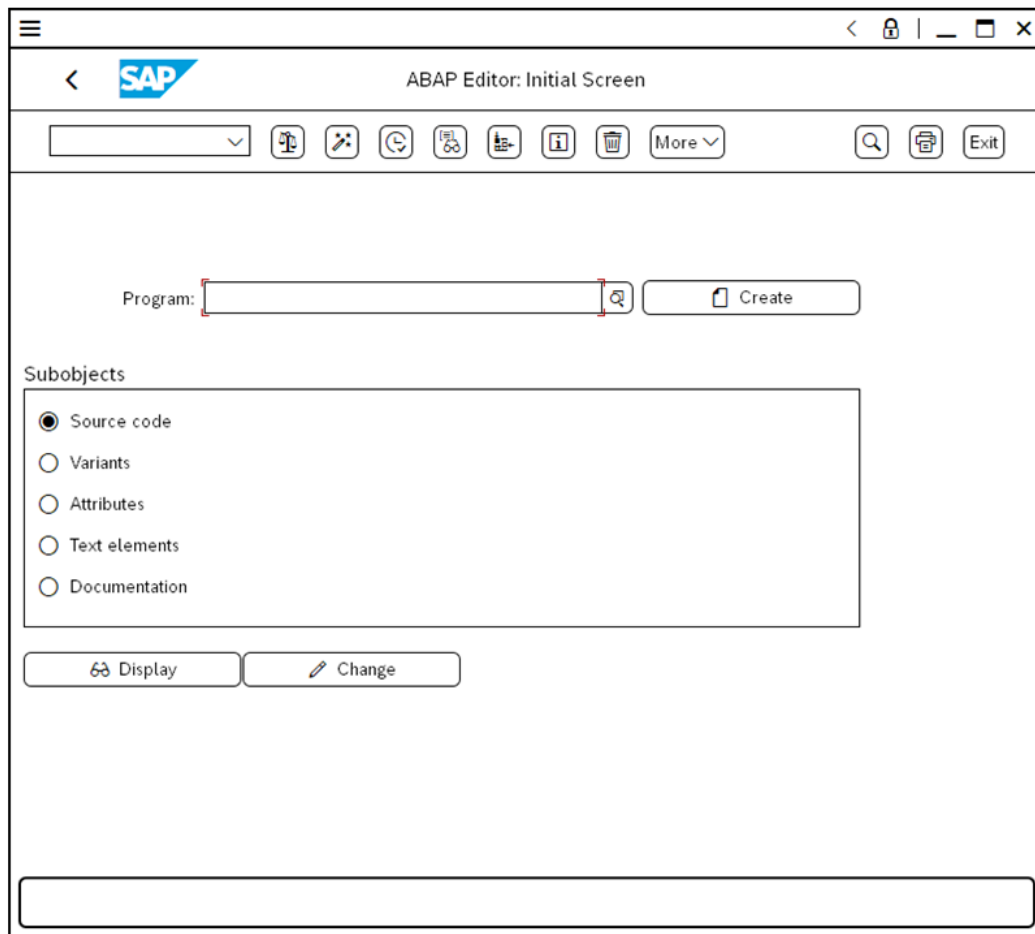 SAP
ABAP Editor: Initial Screen
More
Exit
Program:
Create
Subobjects
Source code
Variants
Attributes
Text elements
Documentation
Display
Change